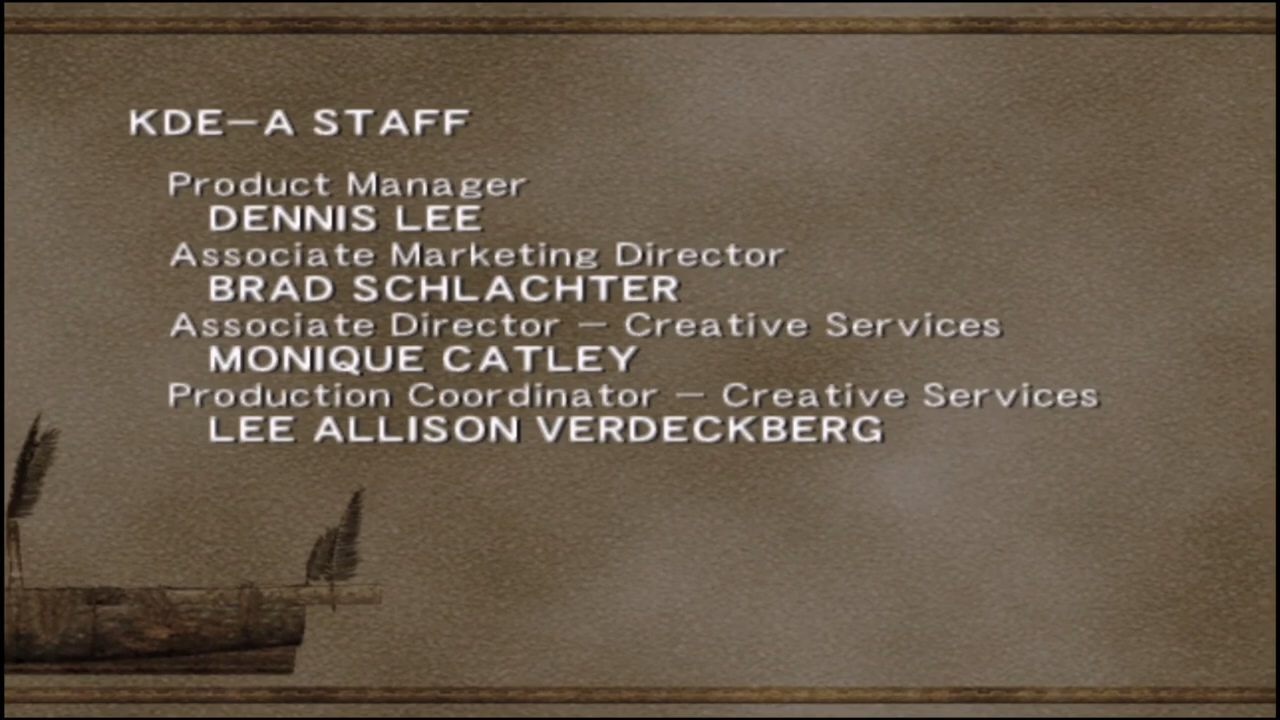 KDE—A STAFF
Product Manager
DENNIS LEE
Associate Marketing Director
BRAD SCHLACHTER
Associate Director — Creative Services
MONIQUE CATLEY
Production Coordinator — Creative Services
LEE ALLISON VERDECKBERG